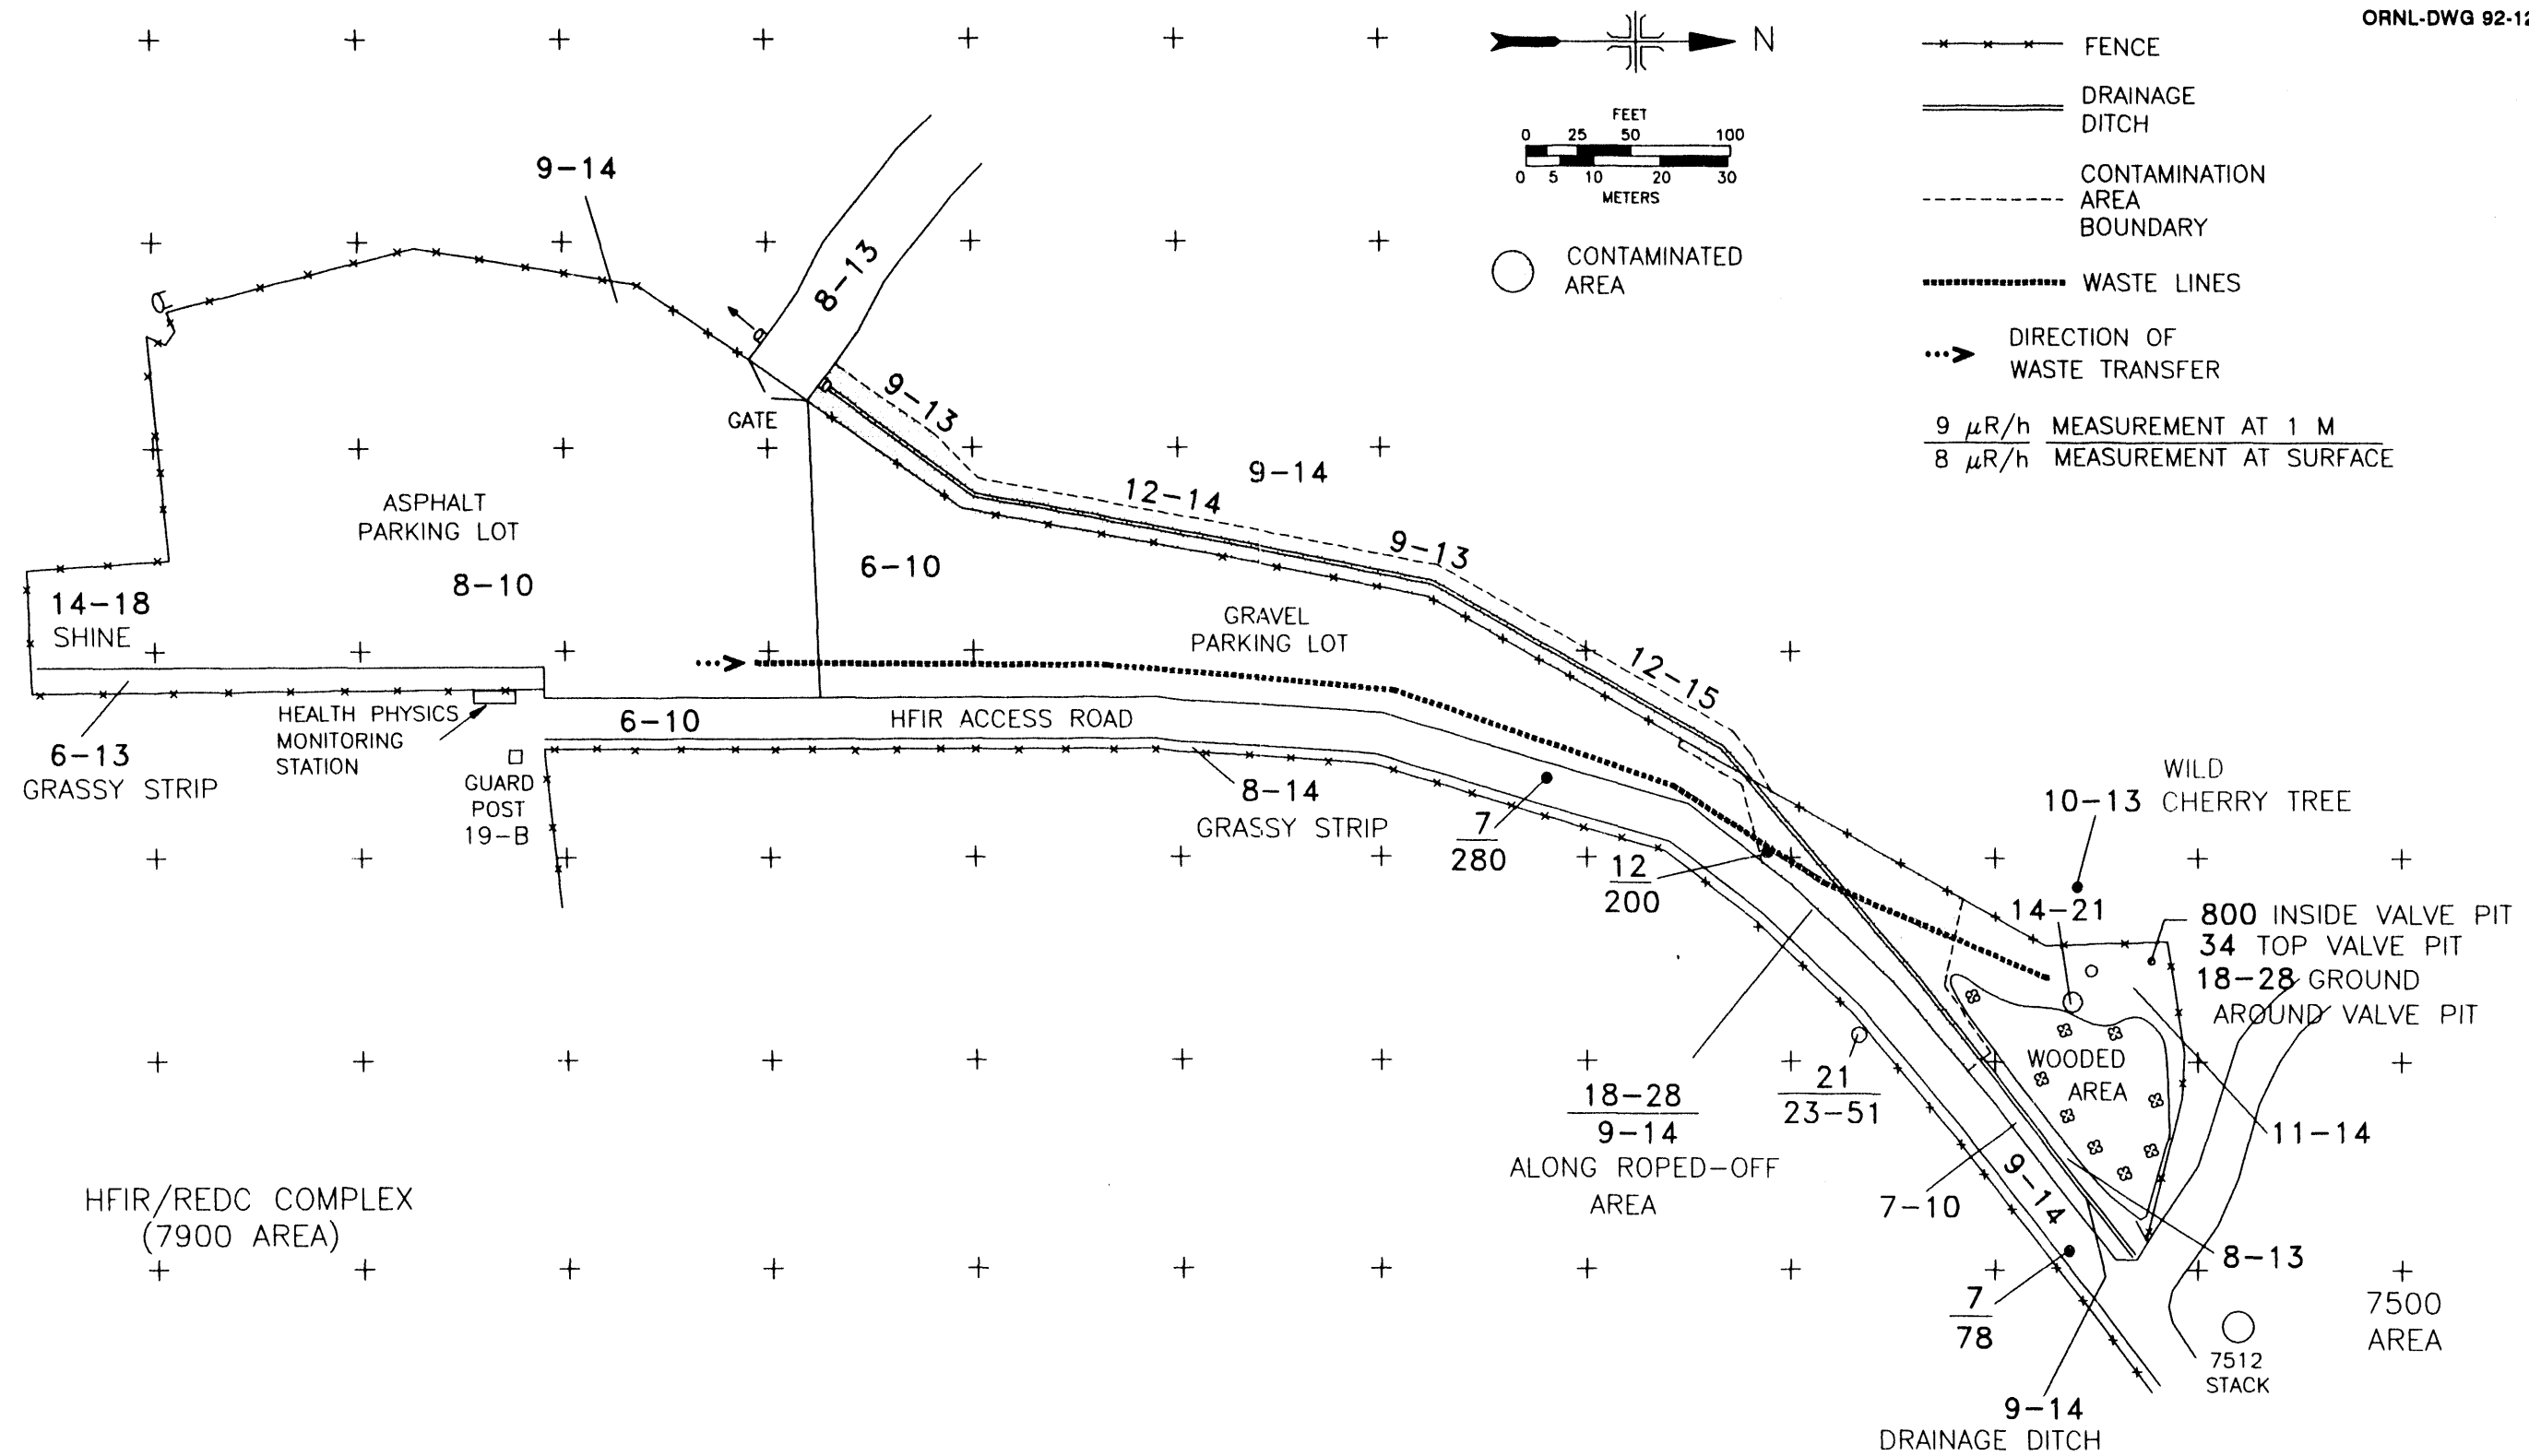 ORNL-DWG 92-12
N
FEET
0 25 50 100
0 5 10 20 30
METERS
CONTAMINATED
AREA
FENCE
DRAINAGE
DITCH
CONTAMINATION
AREA
BOUNDARY
WASTE LINES
DIRECTION OF
WASTE TRANSFER
9 μR/h MEASUREMENT AT 1 M
8 μR/h MEASUREMENT AT SURFACE
9-14
8-13
GATE
9-13
12-14
9-14
9-13
12-15
ASPHALT
PARKING LOT
8-10
6-10
GRAVEL
PARKING LOT
14-18
SHINE
6-13
GRASSY STRIP
HEALTH PHYSICS
MONITORING
STATION
GUARD
POST
19-B
6-10
HFIR ACCESS ROAD
8-14
GRASSY STRIP
7
280
12
200
WILD
10-13 CHERRY TREE
14-21
800 INSIDE VALVE PIT
34 TOP VALVE PIT
18-28 GROUND
AROUND VALVE PIT
WOODED
AREA
11-14
18-28
9-14
ALONG ROPED-OFF
AREA
21
23-51
7-10
9-14
8-13
7
78
9-14
DRAINAGE DITCH
7512
STACK
7500
AREA
HFIR/REDC COMPLEX
(7900 AREA)